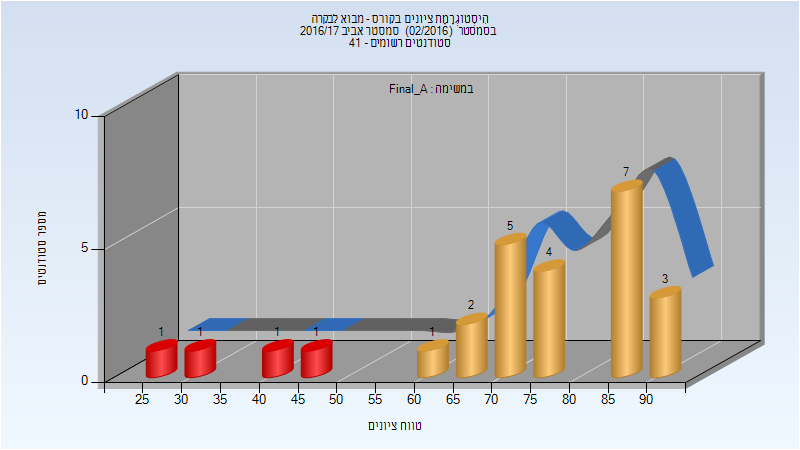 היסטוגרמת ציונים בקורס - מבוא לבקרה
בסמסטר (02/2016) סמסטר אביב 2016/17
סטודנטים רשומים - 41
במשימה : Final_A
מספר סטודנטים
10
5
0
1
1
1
1
1
2
5
4
7
3
25 30 35 40 45 50 55 60 65 70 75 80 85 90
טווח ציונים